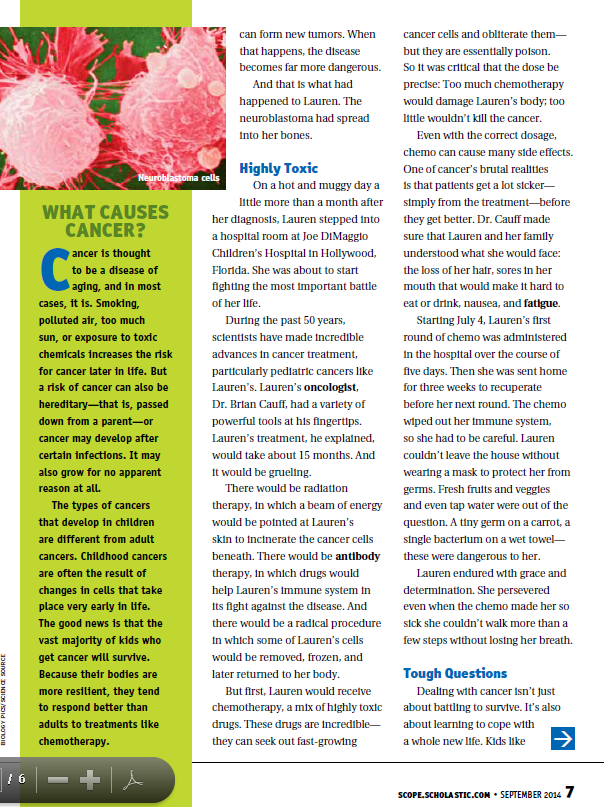 Neuroblastoma cells
WHAT CAUSES
CANCER?
Cancer is thought
to be a disease of
aging, and in most
cases, it is. Smoking,
polluted air, too much
sun, or exposure to toxic
chemicals increases the risk
for cancer later in life. But
a risk of cancer can also be
hereditary—that is, passed
down from a parent—or
cancer may develop after
certain infections. It may
also grow for no apparent
reason at all.
The types of cancers
that develop in children
are different from adult
cancers. Childhood cancers
are often the result of
changes in cells that take
place very early in life.
The good news is that the
vast majority of kids who
get cancer will survive.
Because their bodies are
more resilient, they tend
to respond better than
adults to treatments like
chemotherapy.
BIOLOGY PICS/SCIENCE SOURCE
can form new tumors. When
that happens, the disease
becomes far more dangerous.
And that is what had
happened to Lauren. The
neuroblastoma had spread
into her bones.
Highly Toxic
On a hot and muggy day a
little more than a month after
her diagnosis, Lauren stepped into
a hospital room at Joe DiMaggio
Children's Hospital in Hollywood,
Florida. She was about to start
fighting the most important battle
of her life.
During the past 50 years,
scientists have made incredible
advances in cancer treatment,
particularly pediatric cancers like
Lauren's. Lauren's oncologist,
Dr. Brian Cauff, had a variety of
powerful tools at his fingertips.
Lauren's treatment, he explained,
would take about 15 months. And
it would be grueling.
There would be radiation
therapy, in which a beam of energy
would be pointed at Lauren's
skin to incinerate the cancer cells
beneath. There would be antibody
therapy, in which drugs would
help Lauren's immune system in
its fight against the disease. And
there would be a radical procedure
in which some of Lauren's cells
would be removed, frozen, and
later returned to her body.
But first, Lauren would receive
chemotherapy, a mix of highly toxic
drugs. These drugs are incredible—
they can seek out fast-growing
cancer cells and obliterate them—
but they are essentially poison.
So it was critical that the dose be
precise: Too much chemotherapy
would damage Lauren's body; too
little wouldn't kill the cancer.
Even with the correct dosage,
chemo can cause many side effects.
One of cancer's brutal realities
is that patients get a lot sicker—
simply from the treatment—before
they get better. Dr. Cauff made
sure that Lauren and her family
understood what she would face:
the loss of her hair, sores in her
mouth that would make it hard to
eat or drink, nausea, and fatigue.
Starting July 4, Lauren's first
round of chemo was administered
in the hospital over the course of
five days. Then she was sent home
for three weeks to recuperate
before her next round. The chemo
wiped out her immune system,
so she had to be careful. Lauren
couldn't leave the house without
wearing a mask to protect her from
germs. Fresh fruits and veggies
and even tap water were out of the
question. A tiny germ on a carrot, a
single bacterium on a wet towel—
these were dangerous to her.
Lauren endured with grace and
determination. She persevered
even when the chemo made her so
sick she couldn't walk more than a
few steps without losing her breath.
Tough Questions
Dealing with cancer isn't just
about battling to survive. It's also
about learning to cope with
a whole new life. Kids like
/ 6
SCOPE.SCHOLASTIC.COM • SEPTEMBER 2014 7